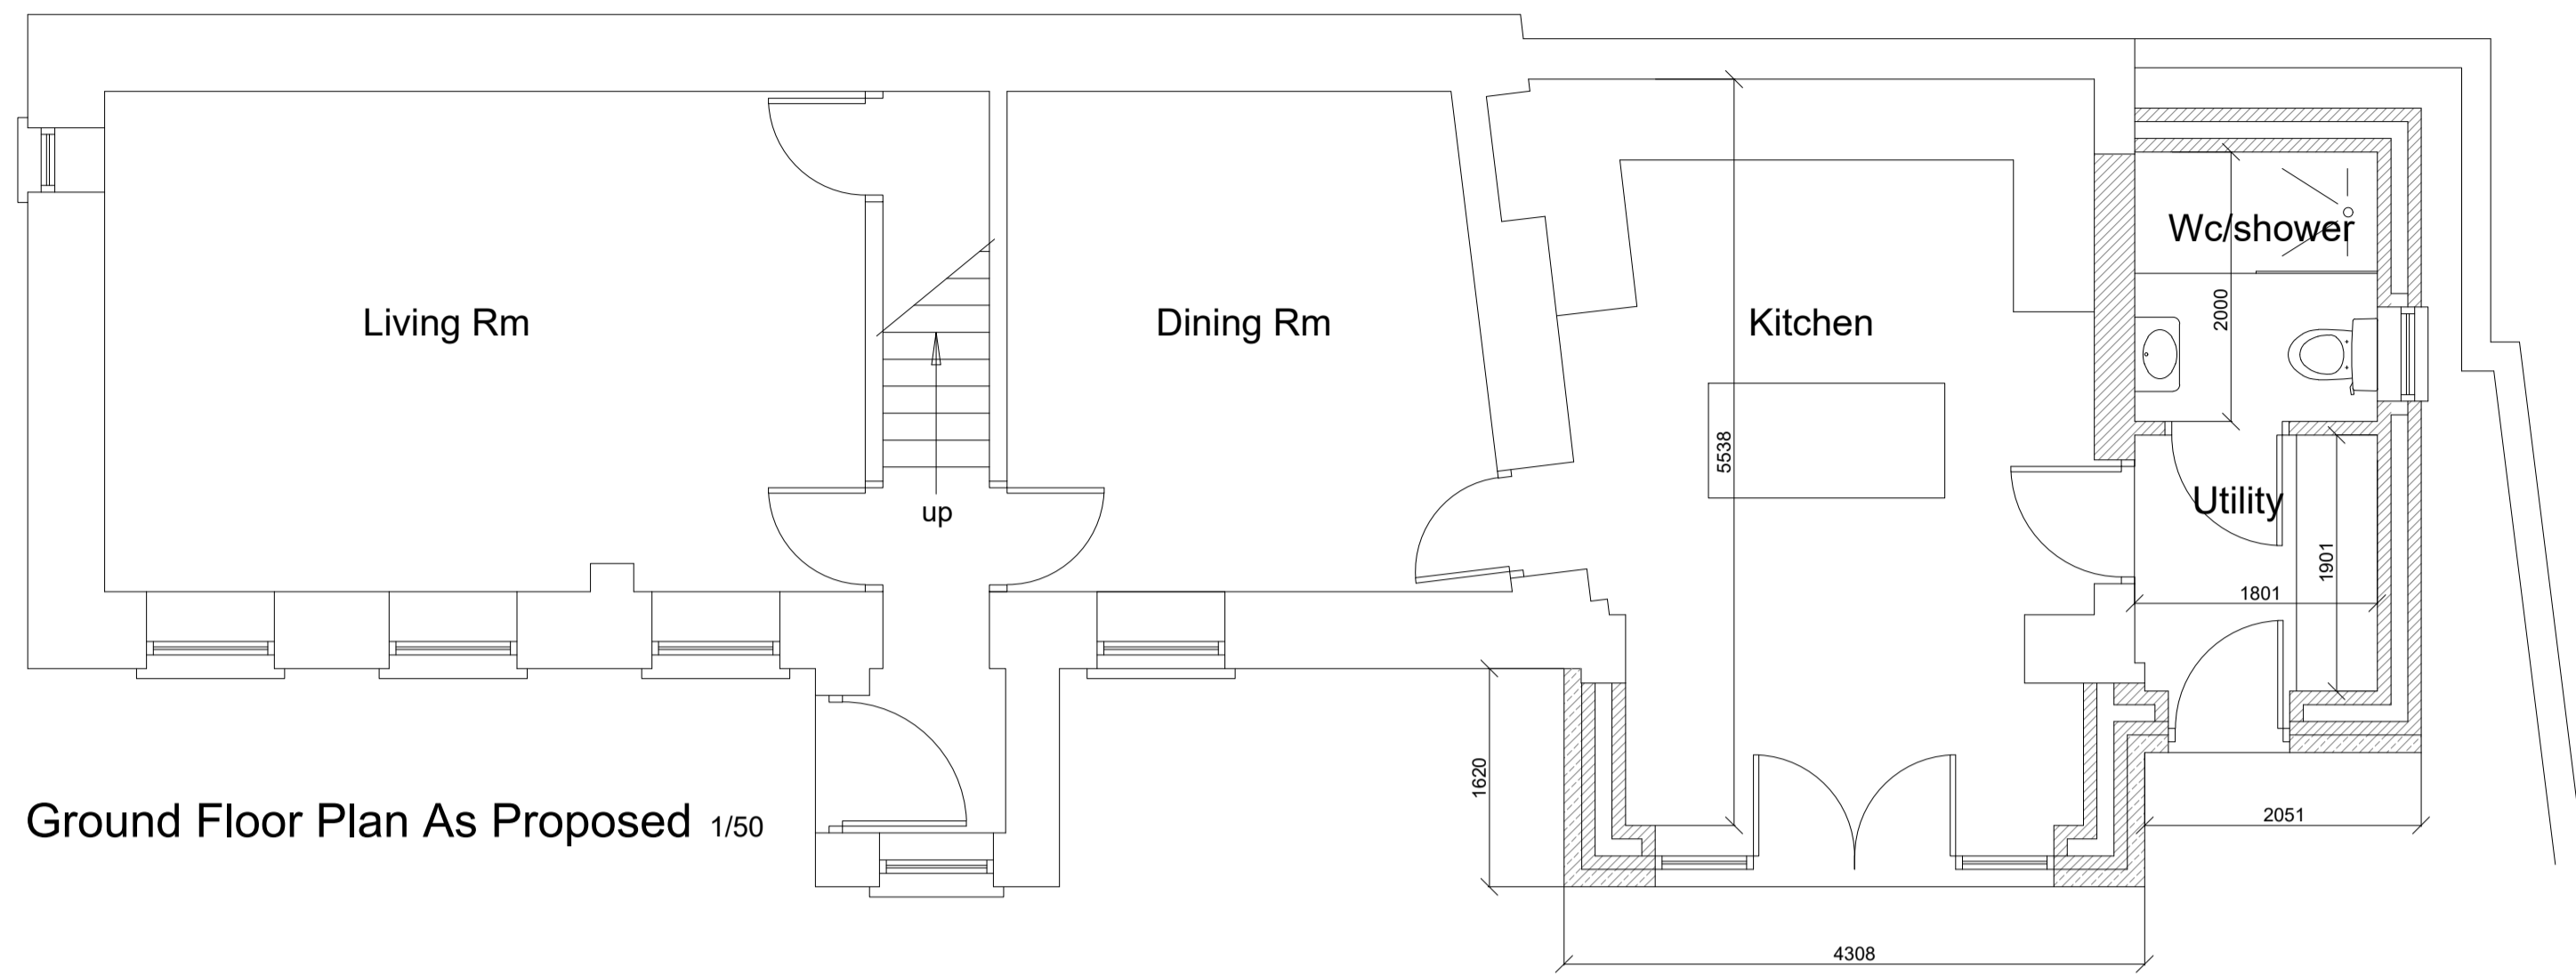 Living Rm
Dining Rm
Kitchen
Wc/shower
2000
5538
up
Utility
1901
1801
1620
Ground Floor Plan As Proposed 1/50
2051
4308